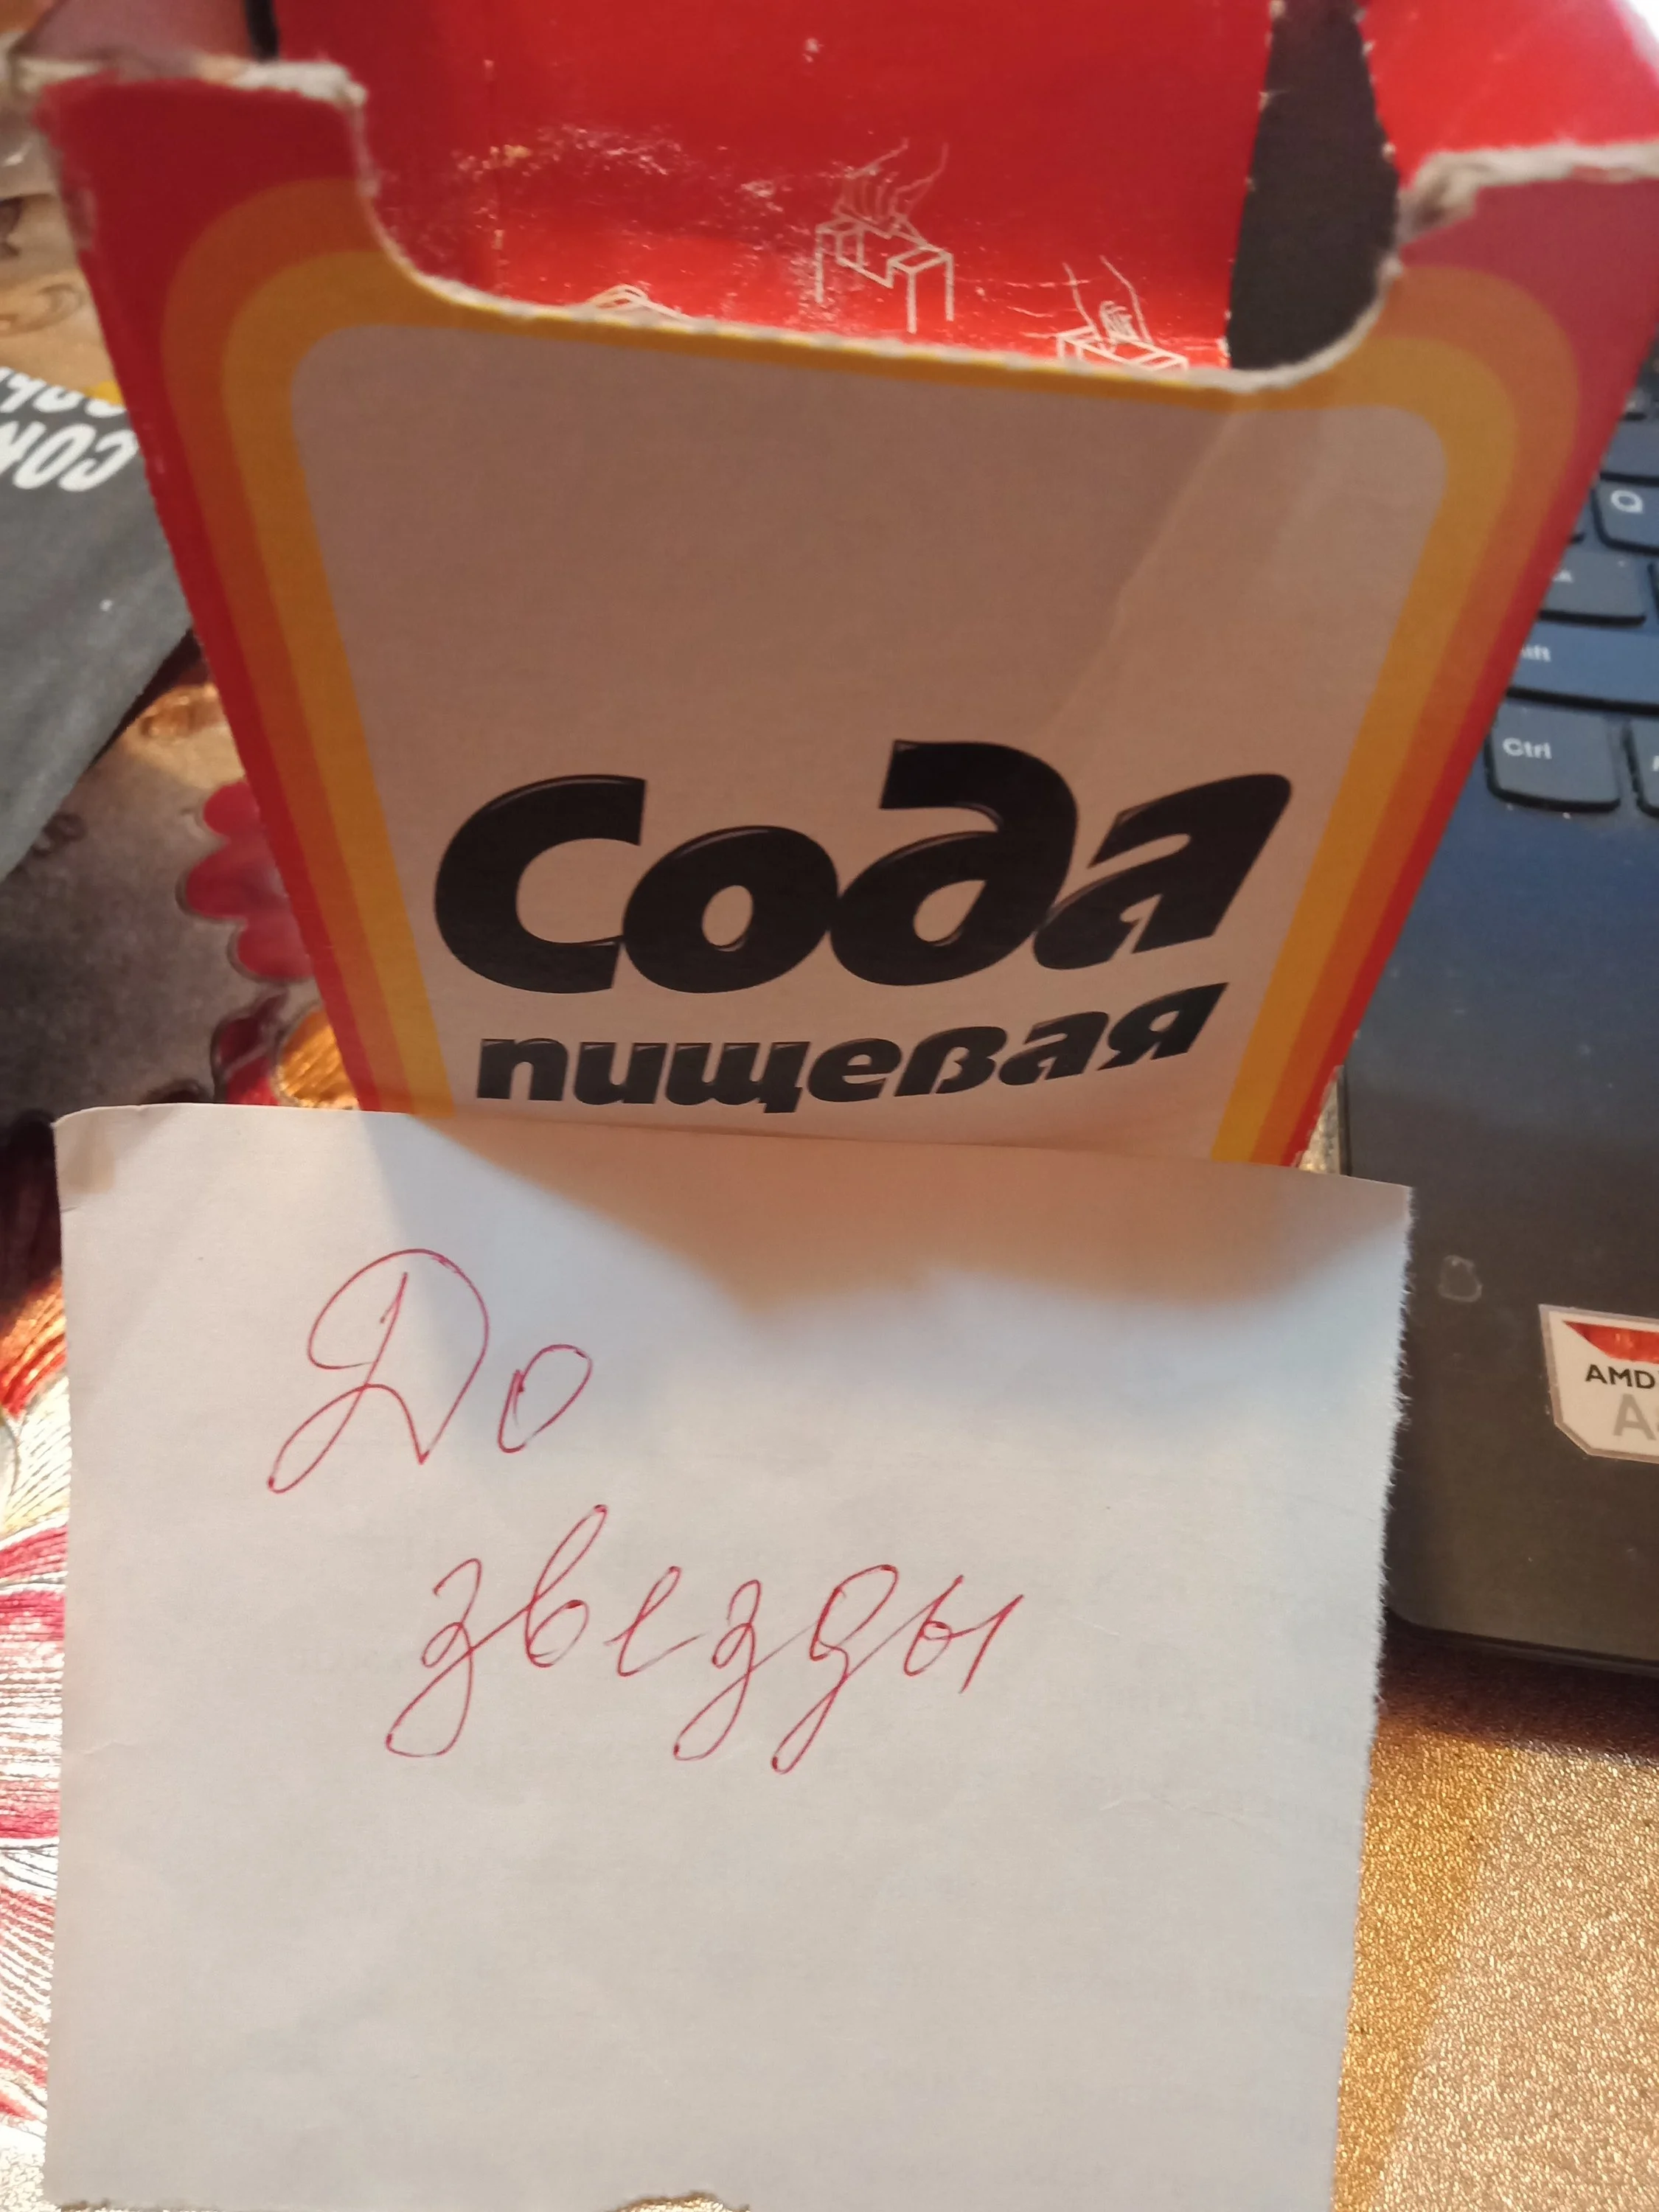 Сода
пищевая
До
звезды
Q
Ctrl
AMD